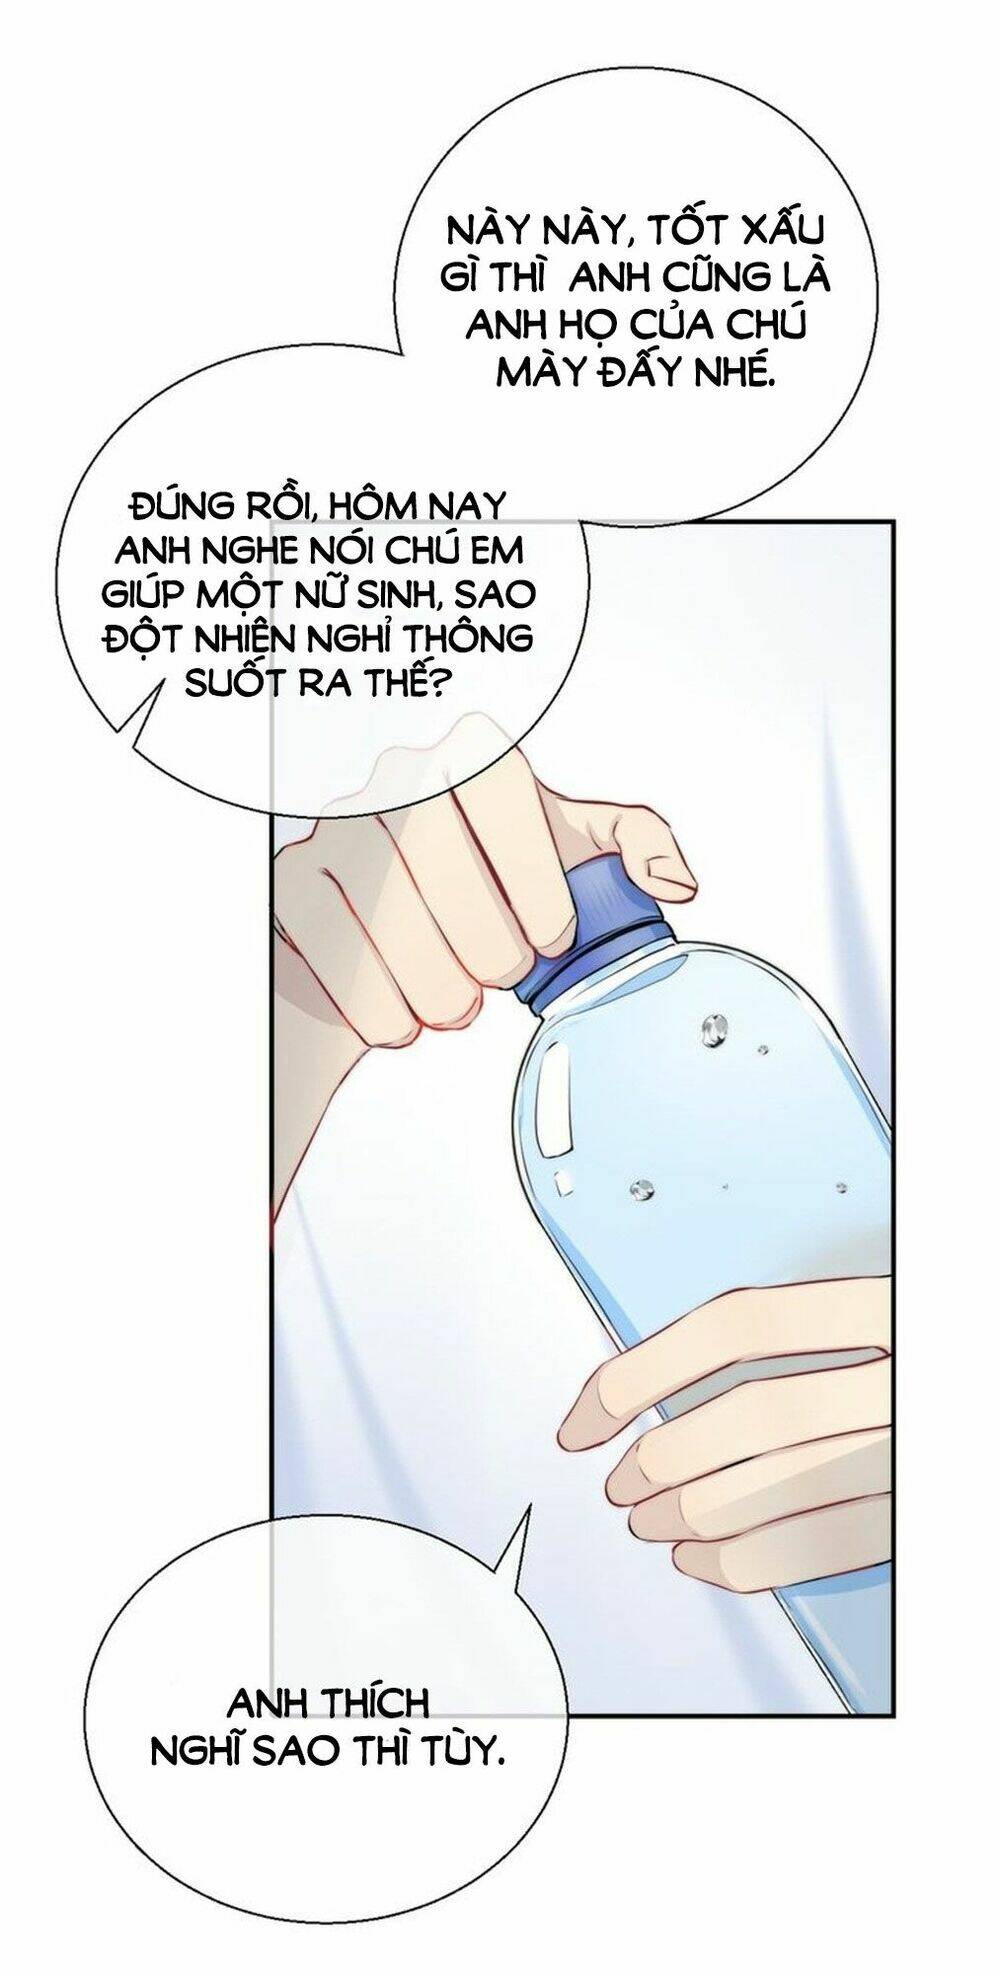 NÀY NÀY, TỐT XẤU
GÌ THÌ ANH CŨNG LÀ
ANH HỌ CỦA CHÚ
MÀY ĐẤY NHÉ.
ĐÚNG RỒI, HÔM NAY
ANH NGHE NÓI CHÚ EM
GIÚP MỘT NỮ SINH, SAO
ĐỘT NHIÊN NGHỈ THÔNG
SUỐT RA THẾ?
ANH THÍCH
NGHĨ SAO THÌ TÙY.